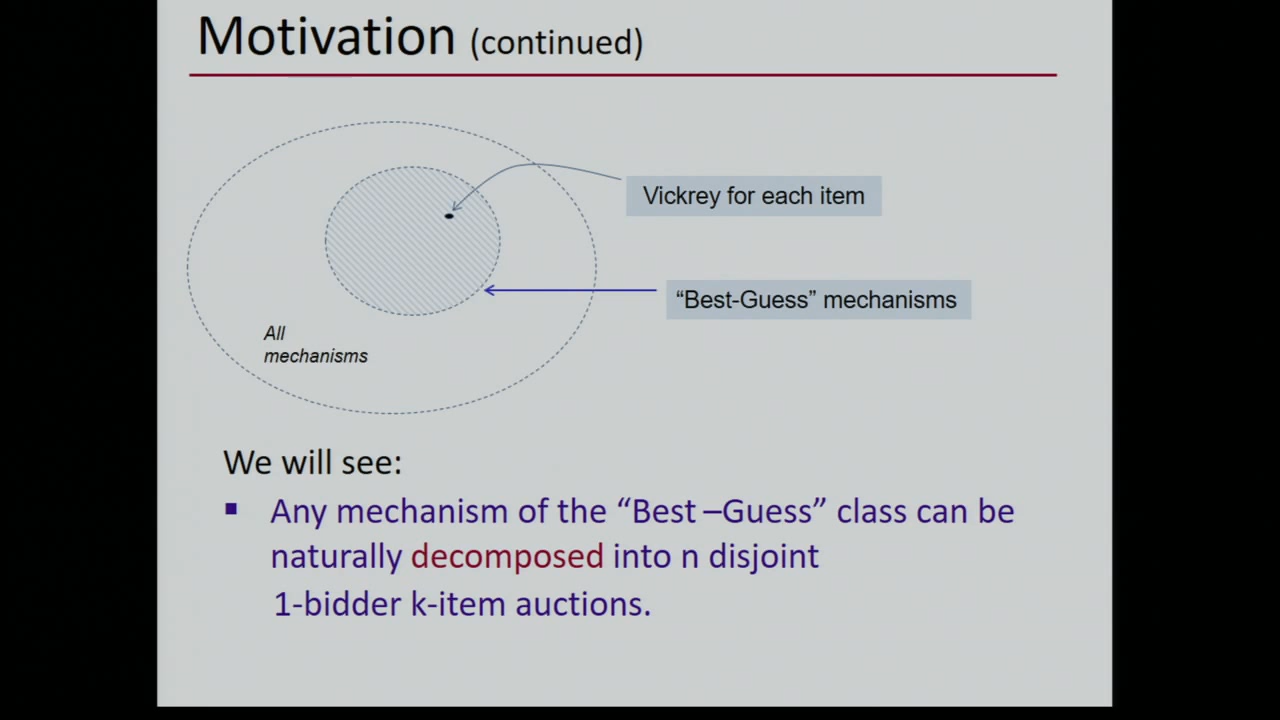 Motivation (continued)
Vickrey for each item
“Best-Guess” mechanisms
All
mechanisms
We will see:
▪ Any mechanism of the “Best –Guess” class can be
naturally decomposed into n disjoint
1-bidder k-item auctions.